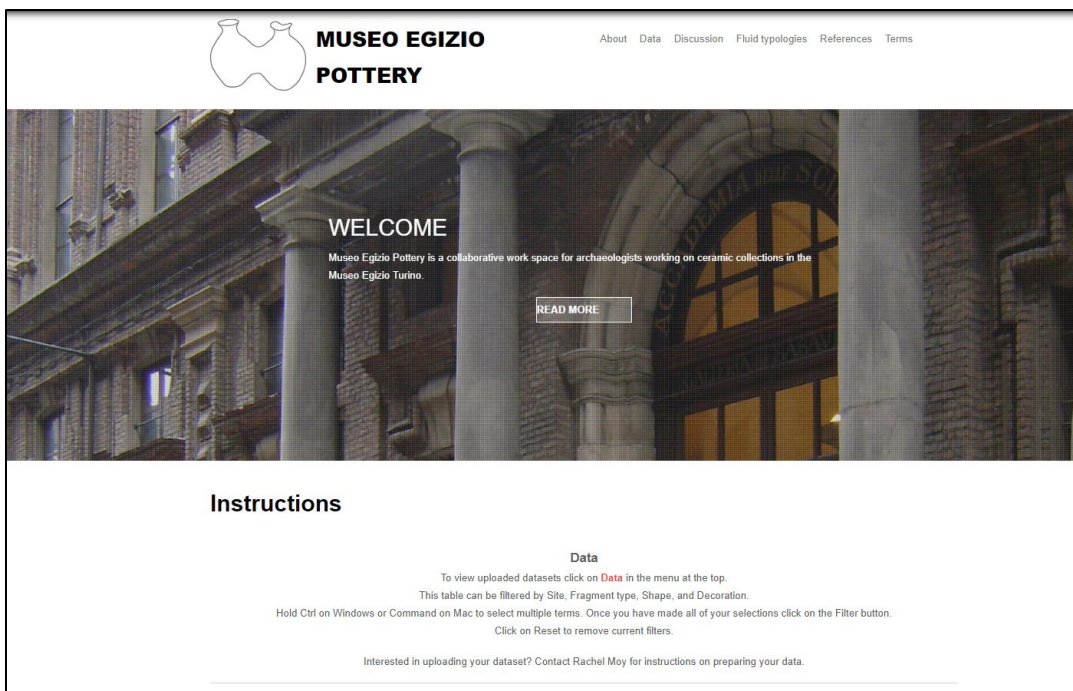 MUSEO EGIZIO
POTTERY
About Data Discussion Fluid typologies References Terms
ACCADEMIA DELLE SCI
WELCOME
Museo Egizio Pottery is a collaborative work space for archaeologists working on ceramic collections in the
Museo Egizio Turino.
READ MORE
Instructions
Data
To view uploaded datasets click on Data in the menu at the top.
This table can be filtered by Site, Fragment type, Shape, and Decoration.
Hold Ctrl on Windows or Command on Mac to select multiple terms. Once you have made all of your selections click on the Filter button.
Click on Reset to remove current filters.
Interested in uploading your dataset? Contact Rachel Moy for instructions on preparing your data.